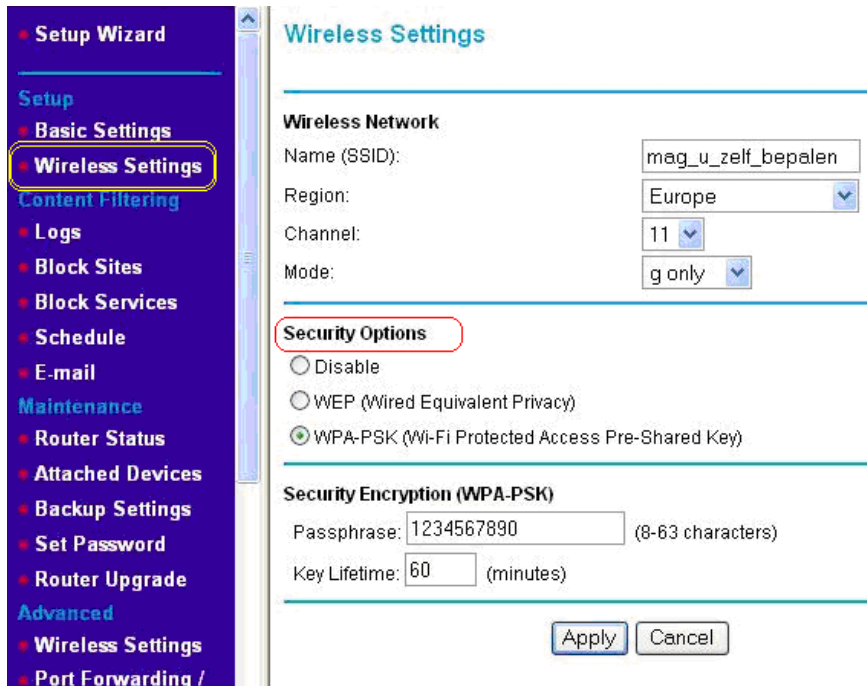 Setup Wizard
Setup
Basic Settings
Wireless Settings
Content Filtering
Logs
Block Sites
Block Services
Schedule
E-mail
Maintenance
Router Status
Attached Devices
Backup Settings
Set Password
Router Upgrade
Advanced
Wireless Settings
Port Forwarding /
Wireless Settings
Wireless Network
Name (SSID): mag_u_zelf_bepalen
Region: Europe
Channel: 11
Mode: g only
Security Options
Disable
WEP (Wired Equivalent Privacy)
WPA-PSK (Wi-Fi Protected Access Pre-Shared Key)
Security Encryption (WPA-PSK)
Passphrase: 1234567890 (8-63 characters)
Key Lifetime: 60 (minutes)
Apply Cancel